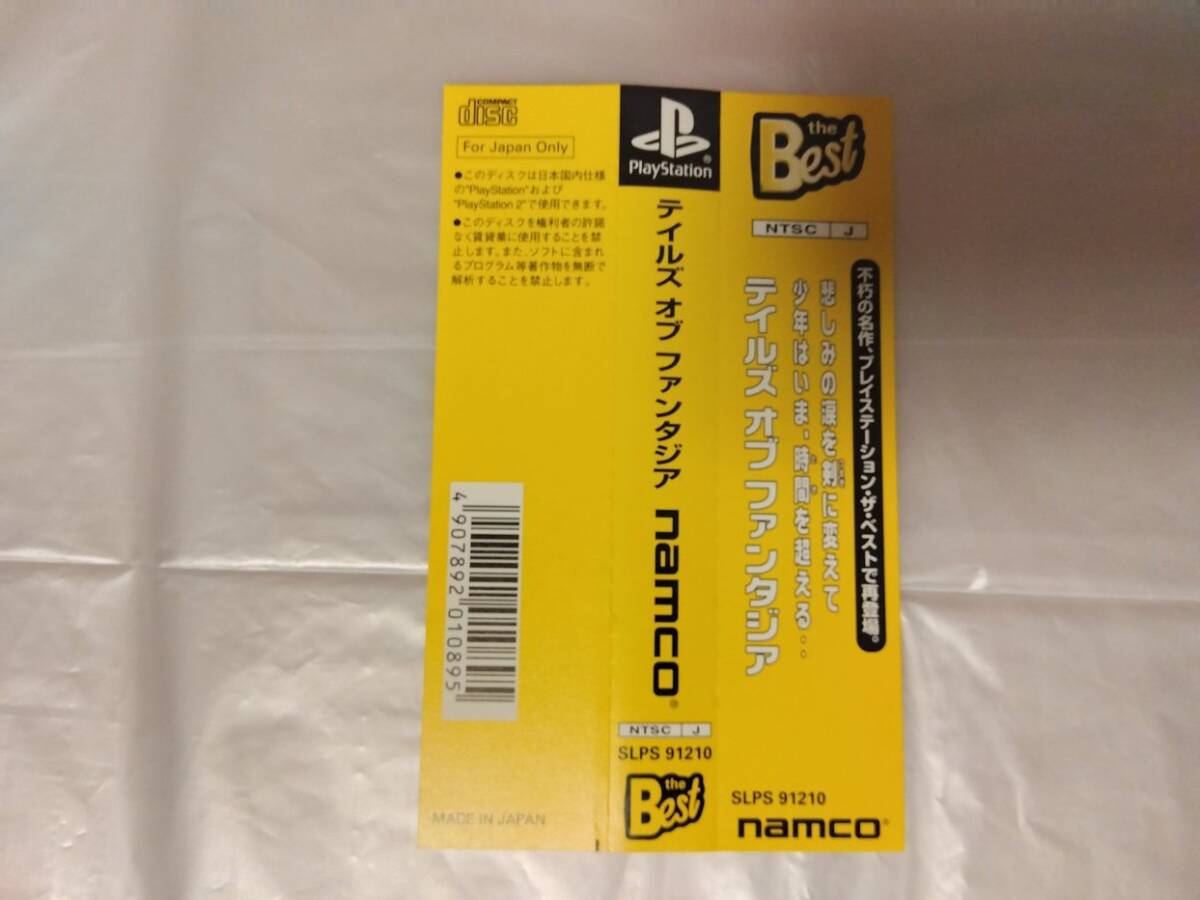 COMPACT
disc
For Japan Only
●このディスクは日本国内仕様
の"PlayStation"および
"PlayStation 2"で使用できます。
●このディスクを権利者の許諾
なく賃貸業に使用することを禁
止します。また、ソフトに含まれ
るプログラム等著作物を無断で
解析することを禁止します。
4 907892 010895
MADE IN JAPAN
PlayStation®
テイルズ オブ ファンタジア
namco®
NTSC J
SLPS 91210
the
Best
the
Best
NTSC J
不朽の名作、プレイステーション・ザ・ベストで再登場。
悲しみの涙を剣に変えて
少年はいま、時間を超える…
テイルズ オブ ファンタジア
SLPS 91210
namco®